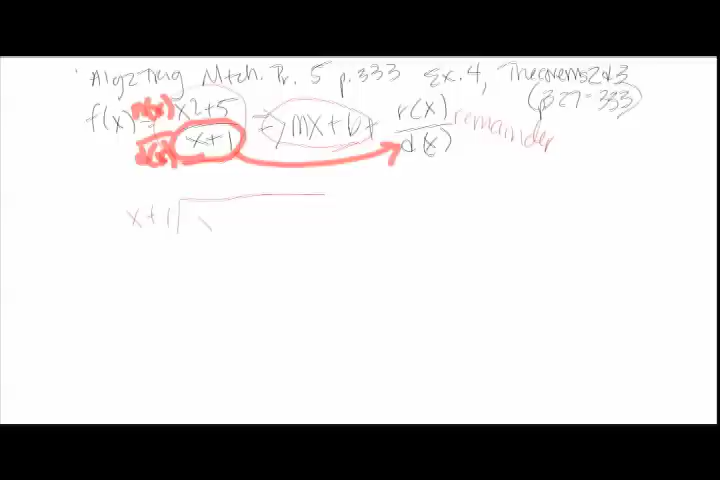 Alg2Trig Mtch. Pr. 5 p.333 Ex. 4, Theorems 2&3
(p327-333)
f(x) = n(x) x2+5 / d(x) x+1 = mx+b + r(x) / d(x) remainder
x+1